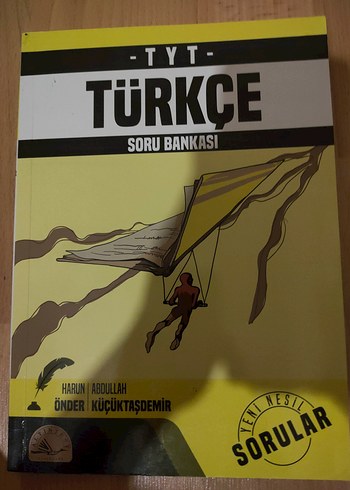 -TYT-
TÜRKÇE
SORU BANKASI
HARUN ABDULLAH
ÖNDER KÜÇÜKTAŞDEMİR
YENİ NESİL
SORULAR